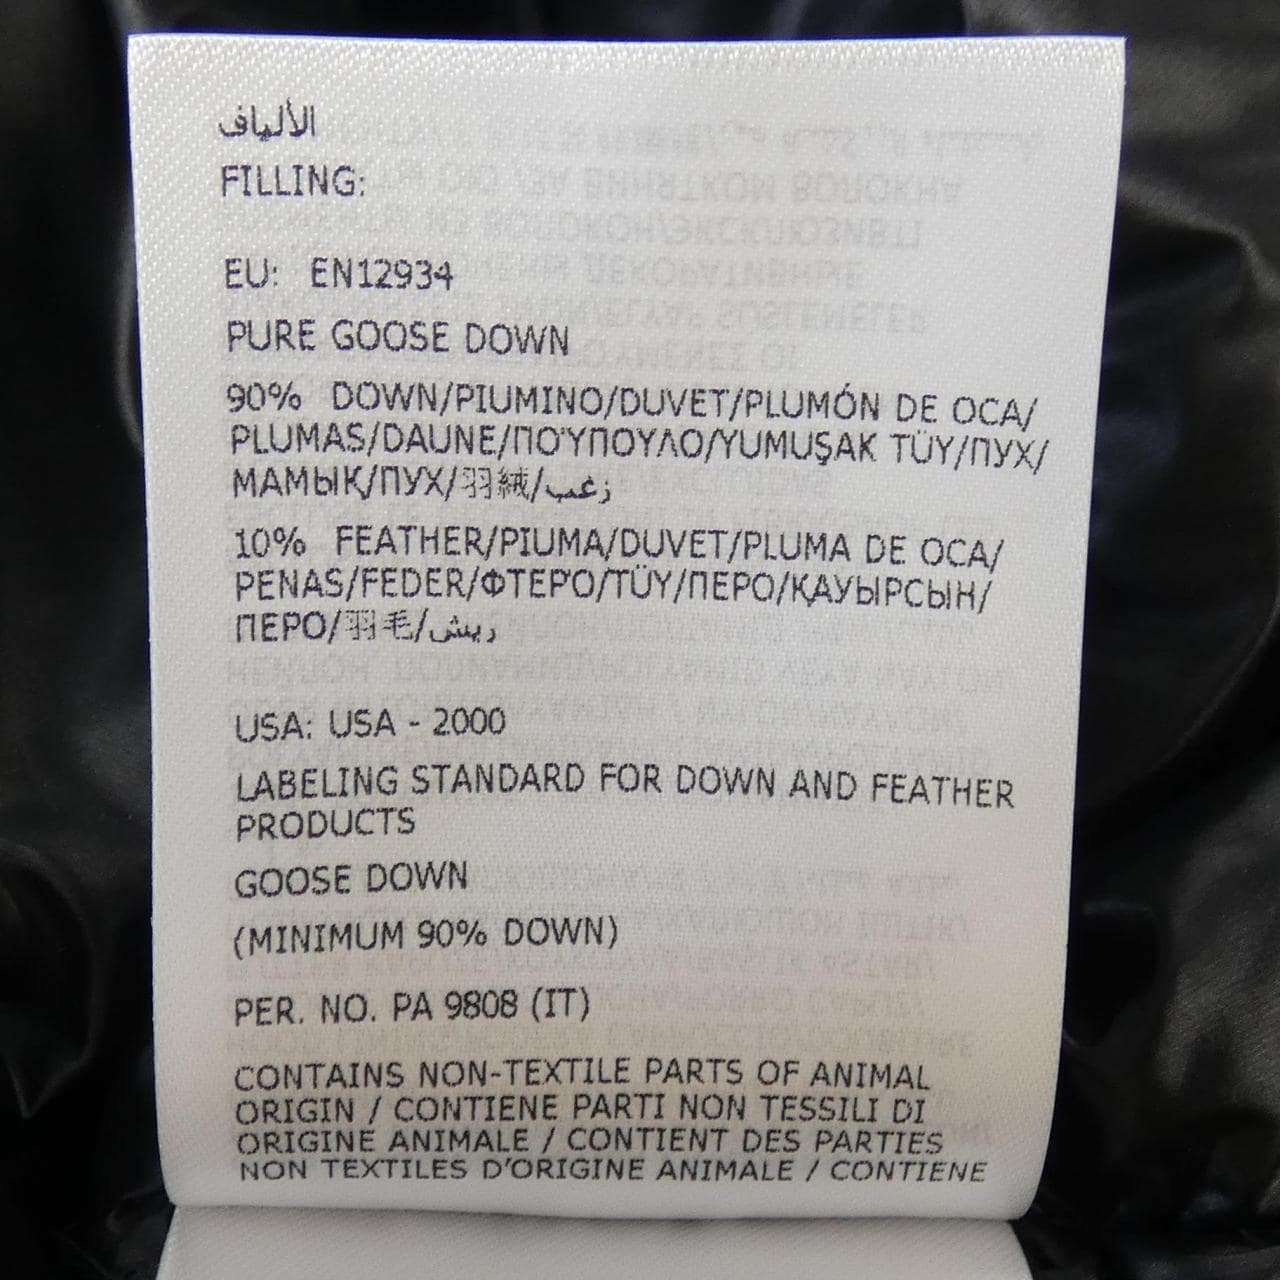 الألياف
FILLING:
EU: EN12934
PURE GOOSE DOWN
90% DOWN/PIUMINO/DUVET/PLUMÓN DE OCA/
PLUMAS/DAUNE/ΠΟΎΠΟΥΛΟ/YUMUŞAK TÜY/ПУХ/
МАМЫҚ/ПУХ/羽絨/زغب
10% FEATHER/PIUMA/DUVET/PLUMA DE OCA/
PENAS/FEDER/ΦΤΕΡΌ/TÜY/ПЕРО/ҚАУЫРСЫН/
ПЕРО/羽毛/ريش
USA: USA - 2000
LABELING STANDARD FOR DOWN AND FEATHER
PRODUCTS
GOOSE DOWN
(MINIMUM 90% DOWN)
PER. NO. PA 9808 (IT)
CONTAINS NON-TEXTILE PARTS OF ANIMAL
ORIGIN / CONTIENE PARTI NON TESSILI DI
ORIGINE ANIMALE / CONTIENT DES PARTIES
NON TEXTILES D'ORIGINE ANIMALE / CONTIENE